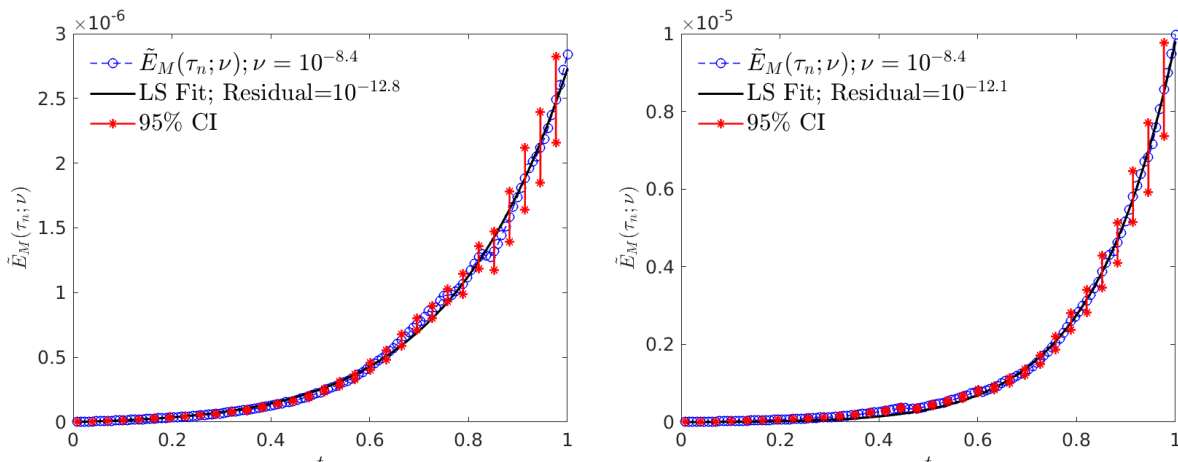 ×10⁻⁶
3
2.5
2
1.5
1
0.5
0
0 0.2 0.4 0.6 0.8 1
t
Ẽ_M(τ_n; ν)
Ẽ_M(τ_n; ν); ν = 10⁻⁸·⁴
LS Fit; Residual=10⁻¹²·⁸
95% CI
×10⁻⁵
1
0.8
0.6
0.4
0.2
0
0 0.2 0.4 0.6 0.8 1
t
Ẽ_M(τ_n; ν)
Ẽ_M(τ_n; ν); ν = 10⁻⁸·⁴
LS Fit; Residual=10⁻¹²·¹
95% CI